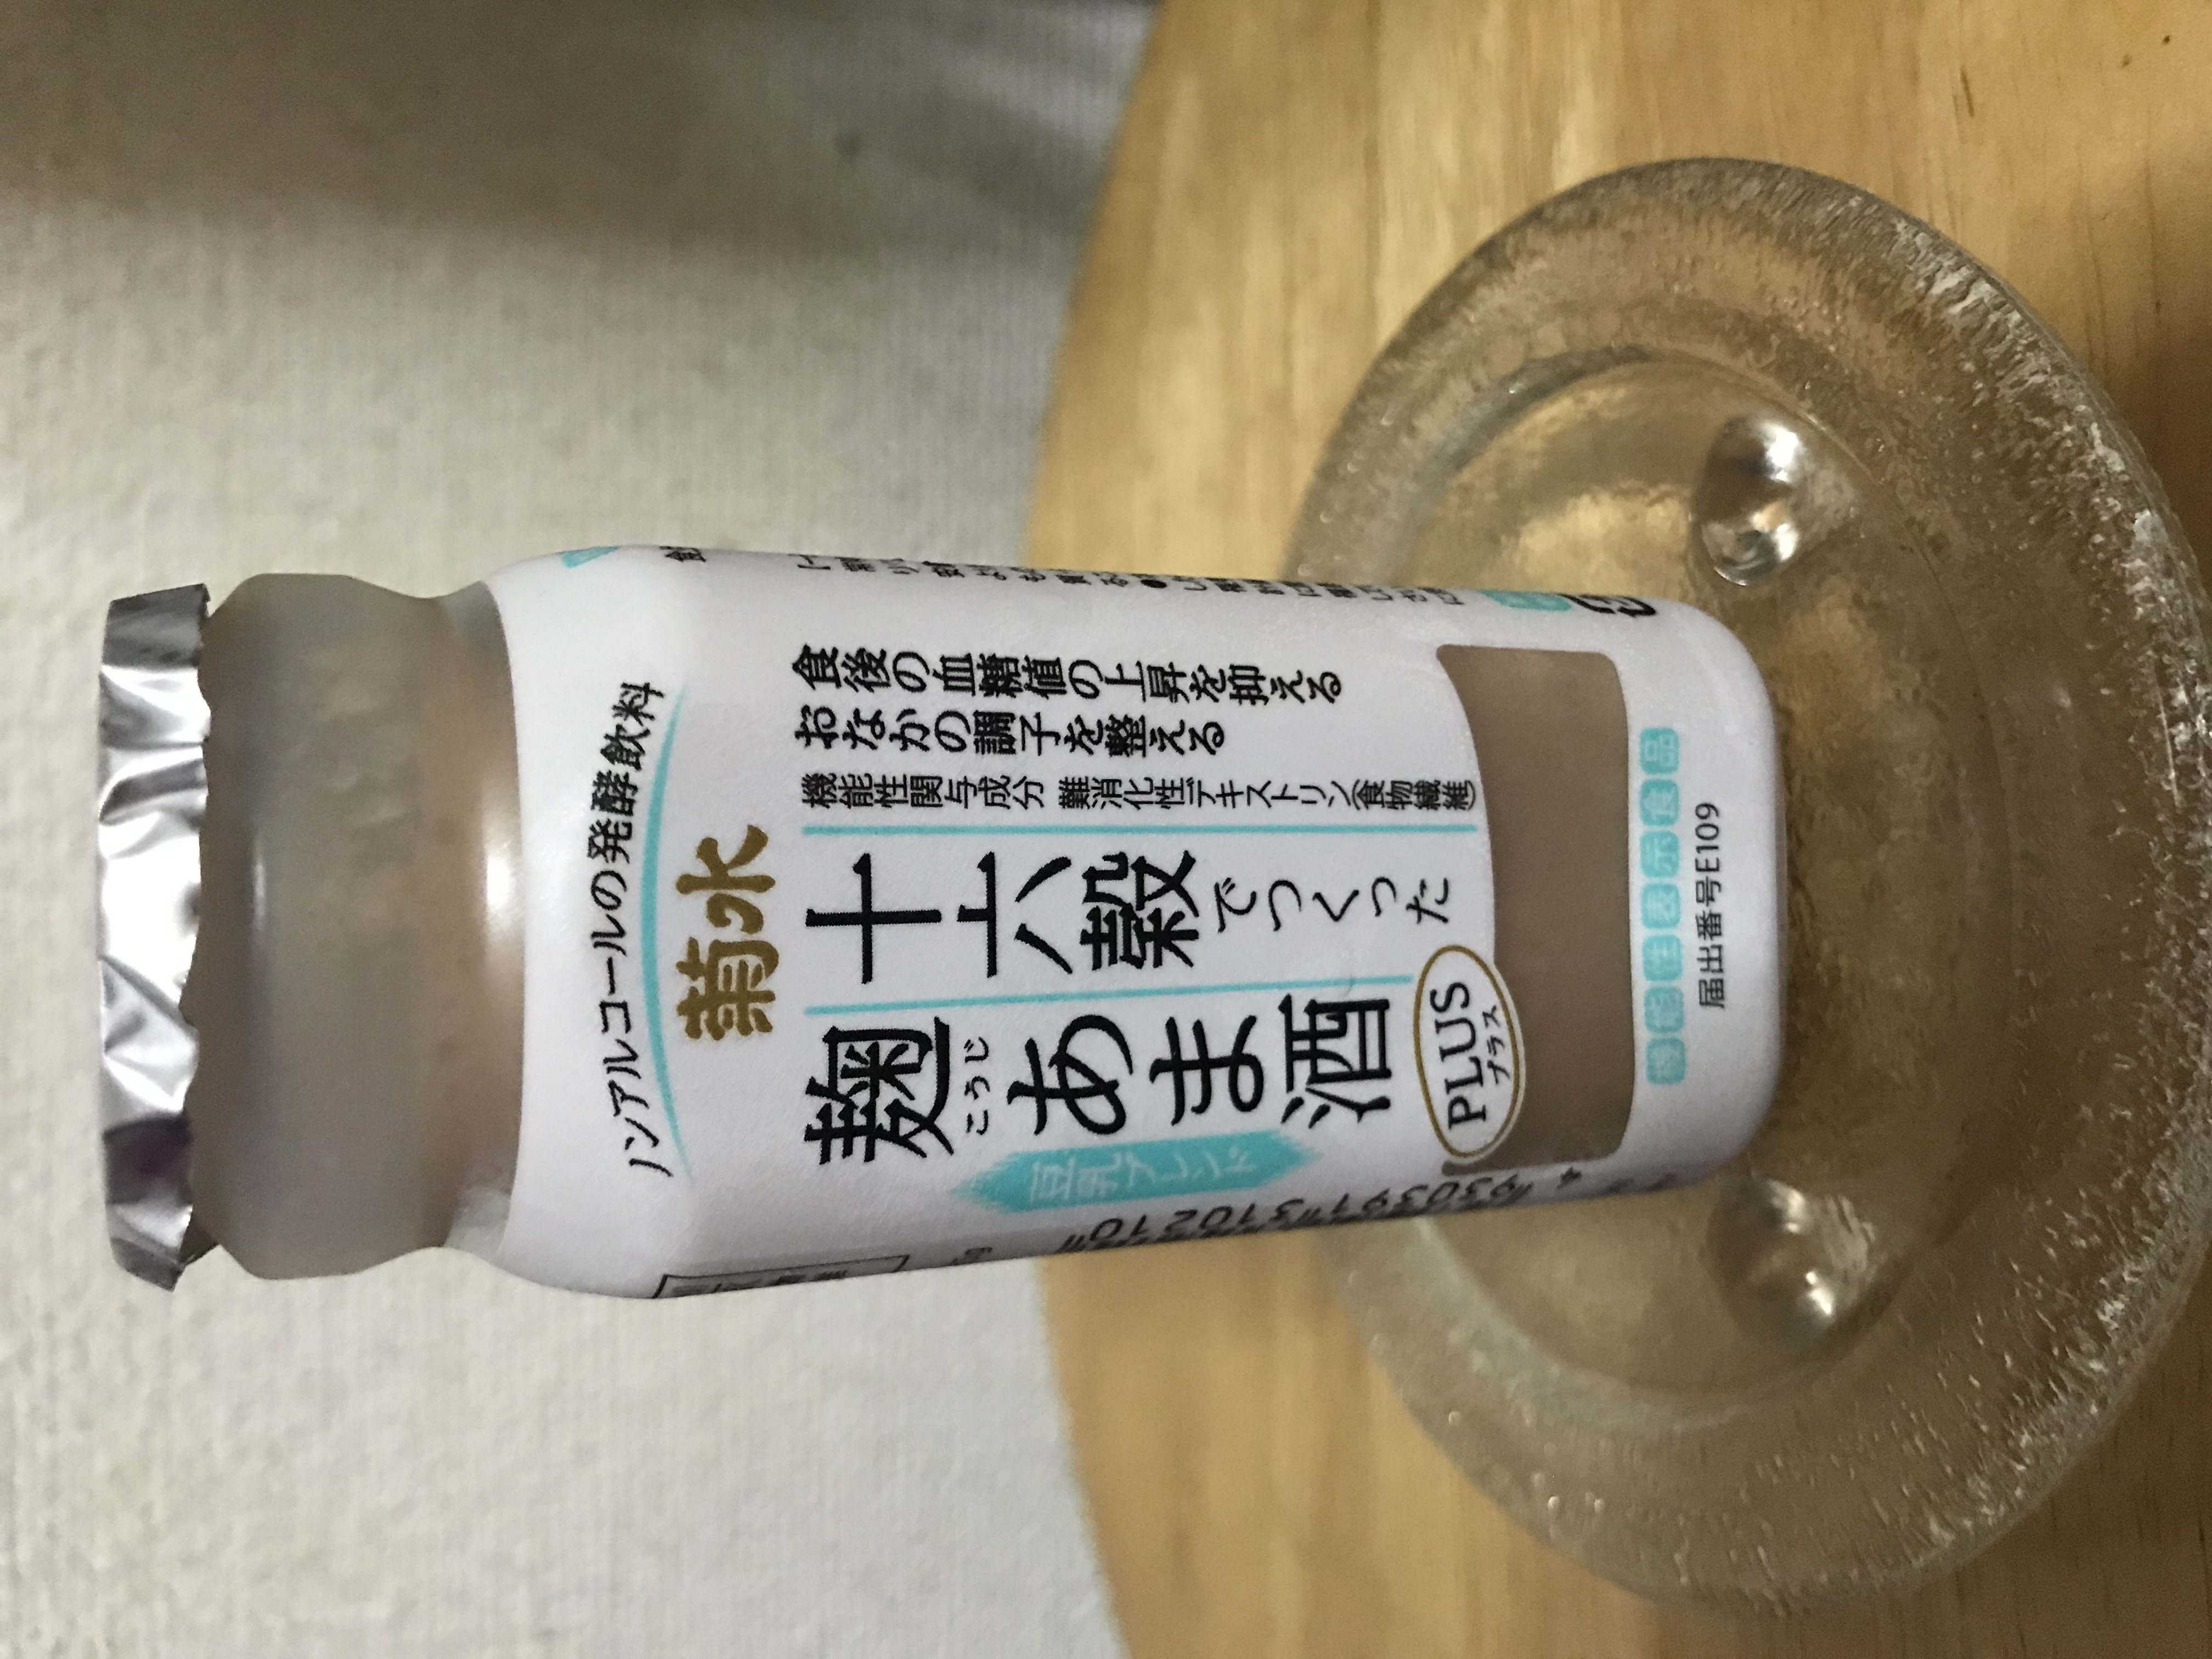 ノンアルコールの発酵飲料
菊水
食後の血糖値の上昇を抑える
おなかの調子を整える
機能性関与成分 難消化性デキストリン(食物繊維)
十六穀でつくった
麹あま酒
こうじ
PLUS
プラス
豆乳ブレンド
機能性表示食品
届出番号E109
930391 310210